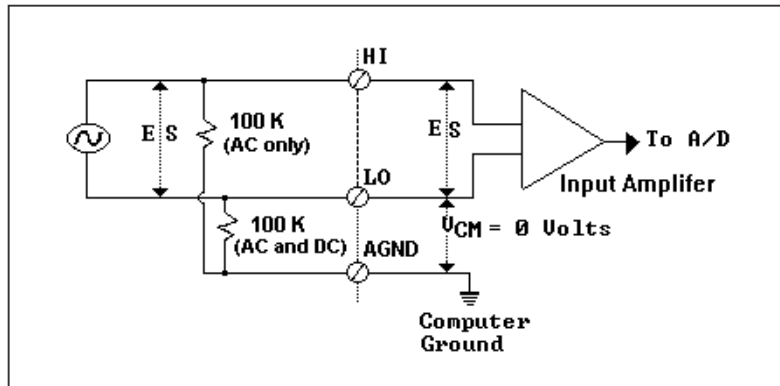 HI
E S
100 K
(AC only)
E S
To A/D
Input Amplifer
LO
100 K
(AC and DC)
VCM = 0 Volts
AGND
Computer
Ground